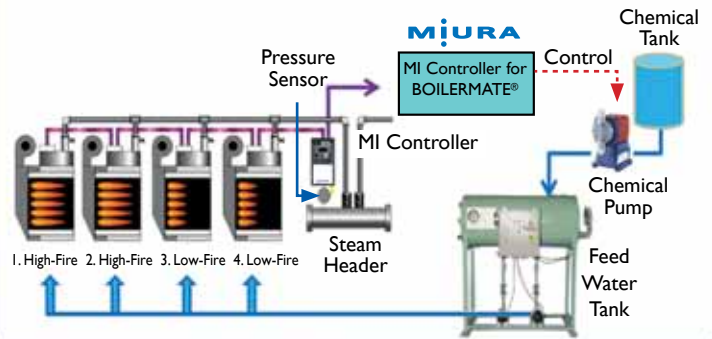 MIURA
Chemical
Tank
Pressure
Sensor
MI Controller for
BOILERMATE®
Control
MI Controller
Chemical
Pump
Steam
Header
1. High-Fire 2. High-Fire 3. Low-Fire 4. Low-Fire
Feed
Water
Tank